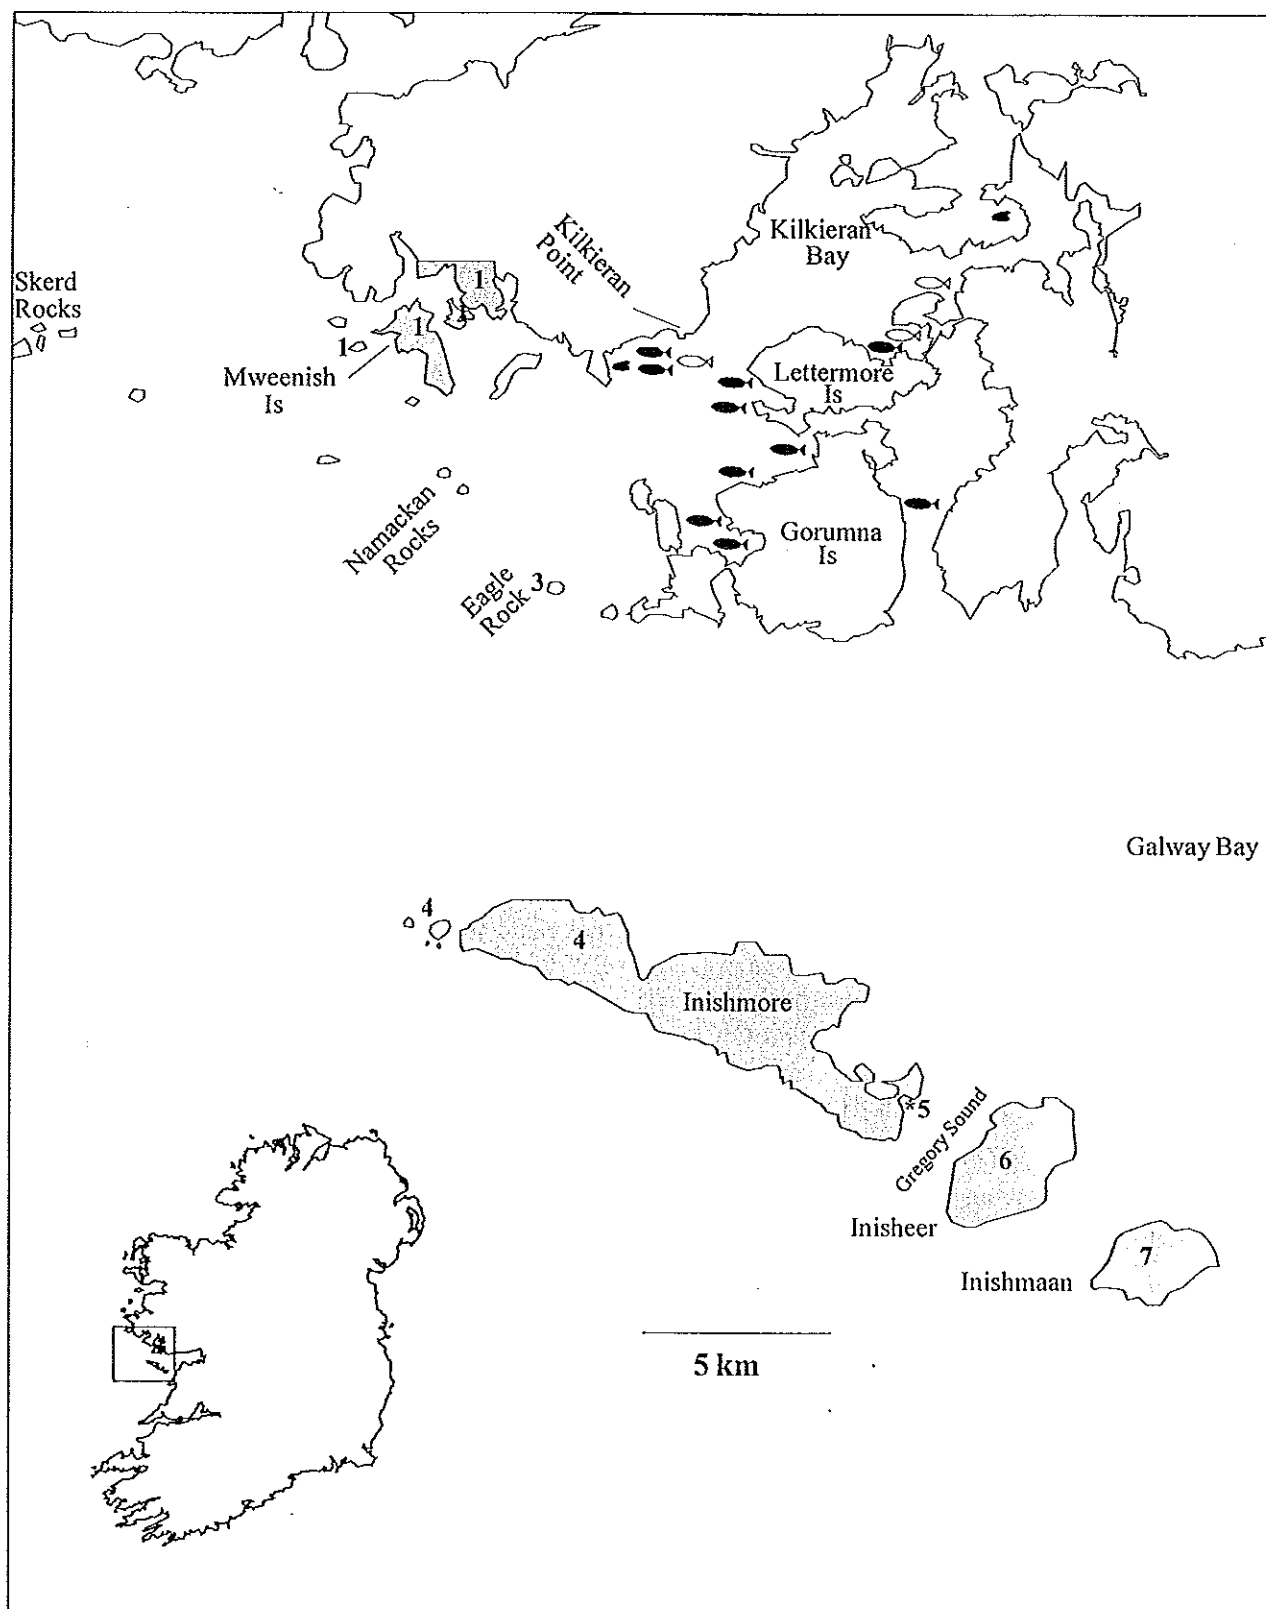 Kilkieran
Point
Kilkieran
Bay
Skerd
Rocks
1
1
1
1
Mweenish
Is
Lettermore
Is
Namackan
Rocks
Gorumna
Is
Eagle
Rock 3
Galway Bay
4
4
Inishmore
*5
Gregory Sound
6
Inisheer
7
Inishmaan
5 km